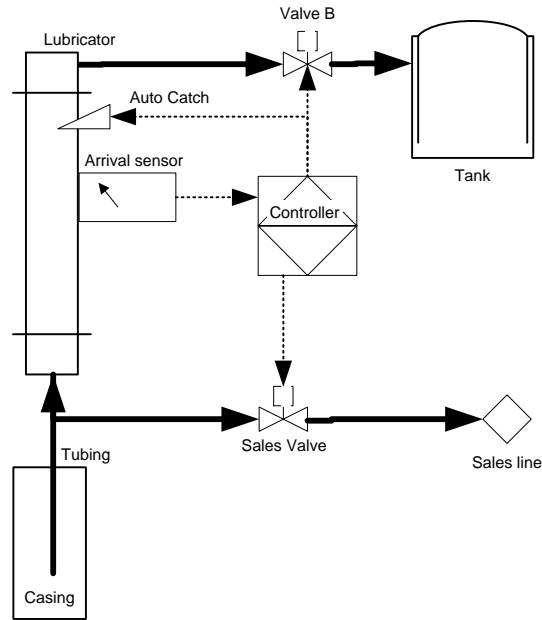 Valve B
Lubricator
Auto Catch
Arrival sensor
Tank
Controller
Tubing
Sales Valve
Sales line
Casing